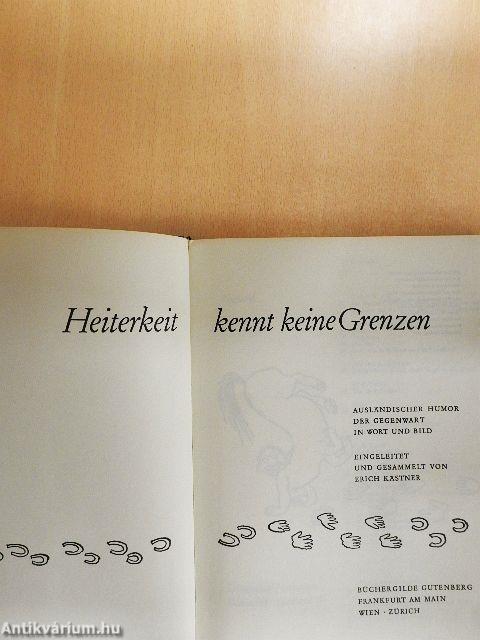 Heiterkeit kennt keine Grenzen
AUSLÄNDISCHER HUMOR
DER GEGENWART
IN WORT UND BILD
EINGELEITET
UND GESAMMELT VON
ERICH KÄSTNER
BÜCHERGILDE GUTENBERG
FRANKFURT AM MAIN
WIEN · ZÜRICH
Antikvárium.hu